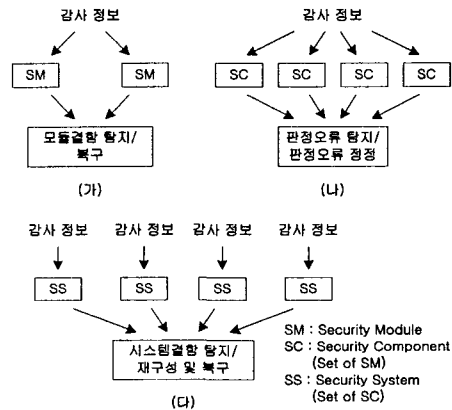 감사 정보 감사 정보
SM SM SC SC SC SC
모듈결함 탐지/ 판정오류 탐지/
복구 판정오류 정정
(가) (나)
감사 정보 감사 정보 감사 정보 감사 정보
SS SS SS SS
시스템결함 탐지/
재구성 및 복구
(다)
SM : Security Module
SC : Security Component
(Set of SM)
SS : Security System
(Set of SC)